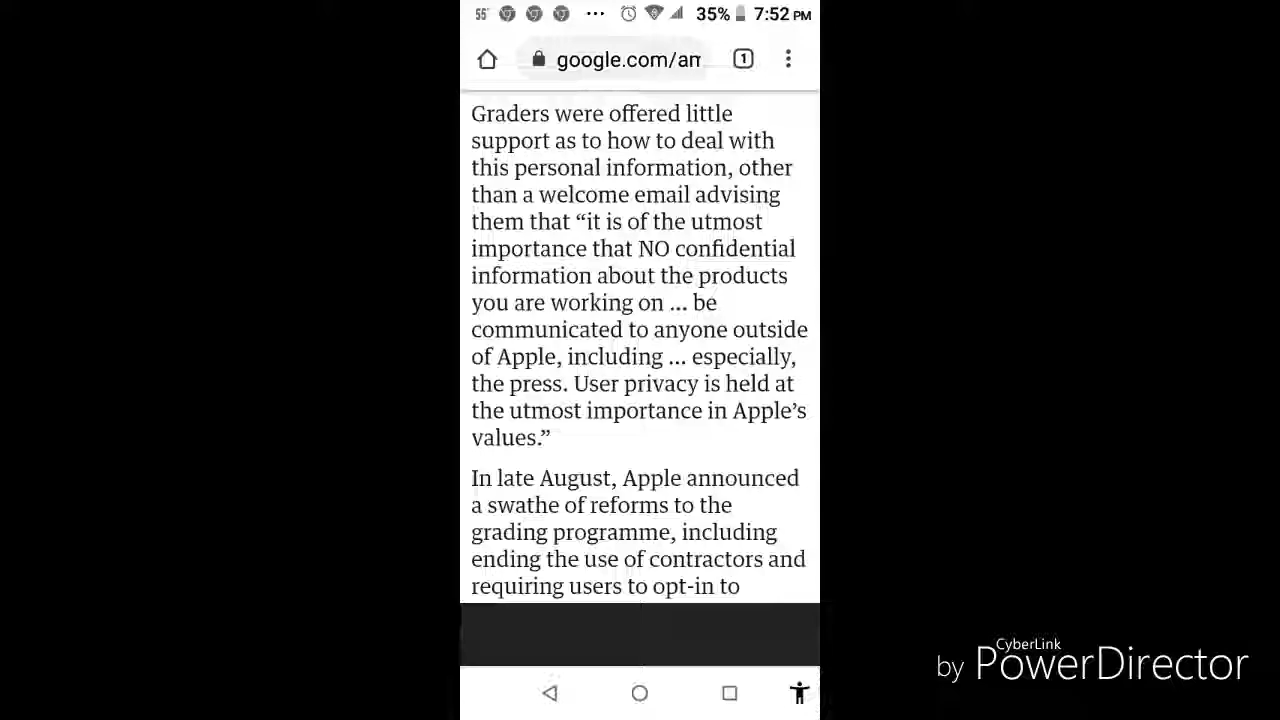 55°
35% 7:52 PM
google.com/am
1
Graders were offered little
support as to how to deal with
this personal information, other
than a welcome email advising
them that “it is of the utmost
importance that NO confidential
information about the products
you are working on ... be
communicated to anyone outside
of Apple, including ... especially,
the press. User privacy is held at
the utmost importance in Apple’s
values.”
In late August, Apple announced
a swathe of reforms to the
grading programme, including
ending the use of contractors and
requiring users to opt-in to
CyberLink
by PowerDirector